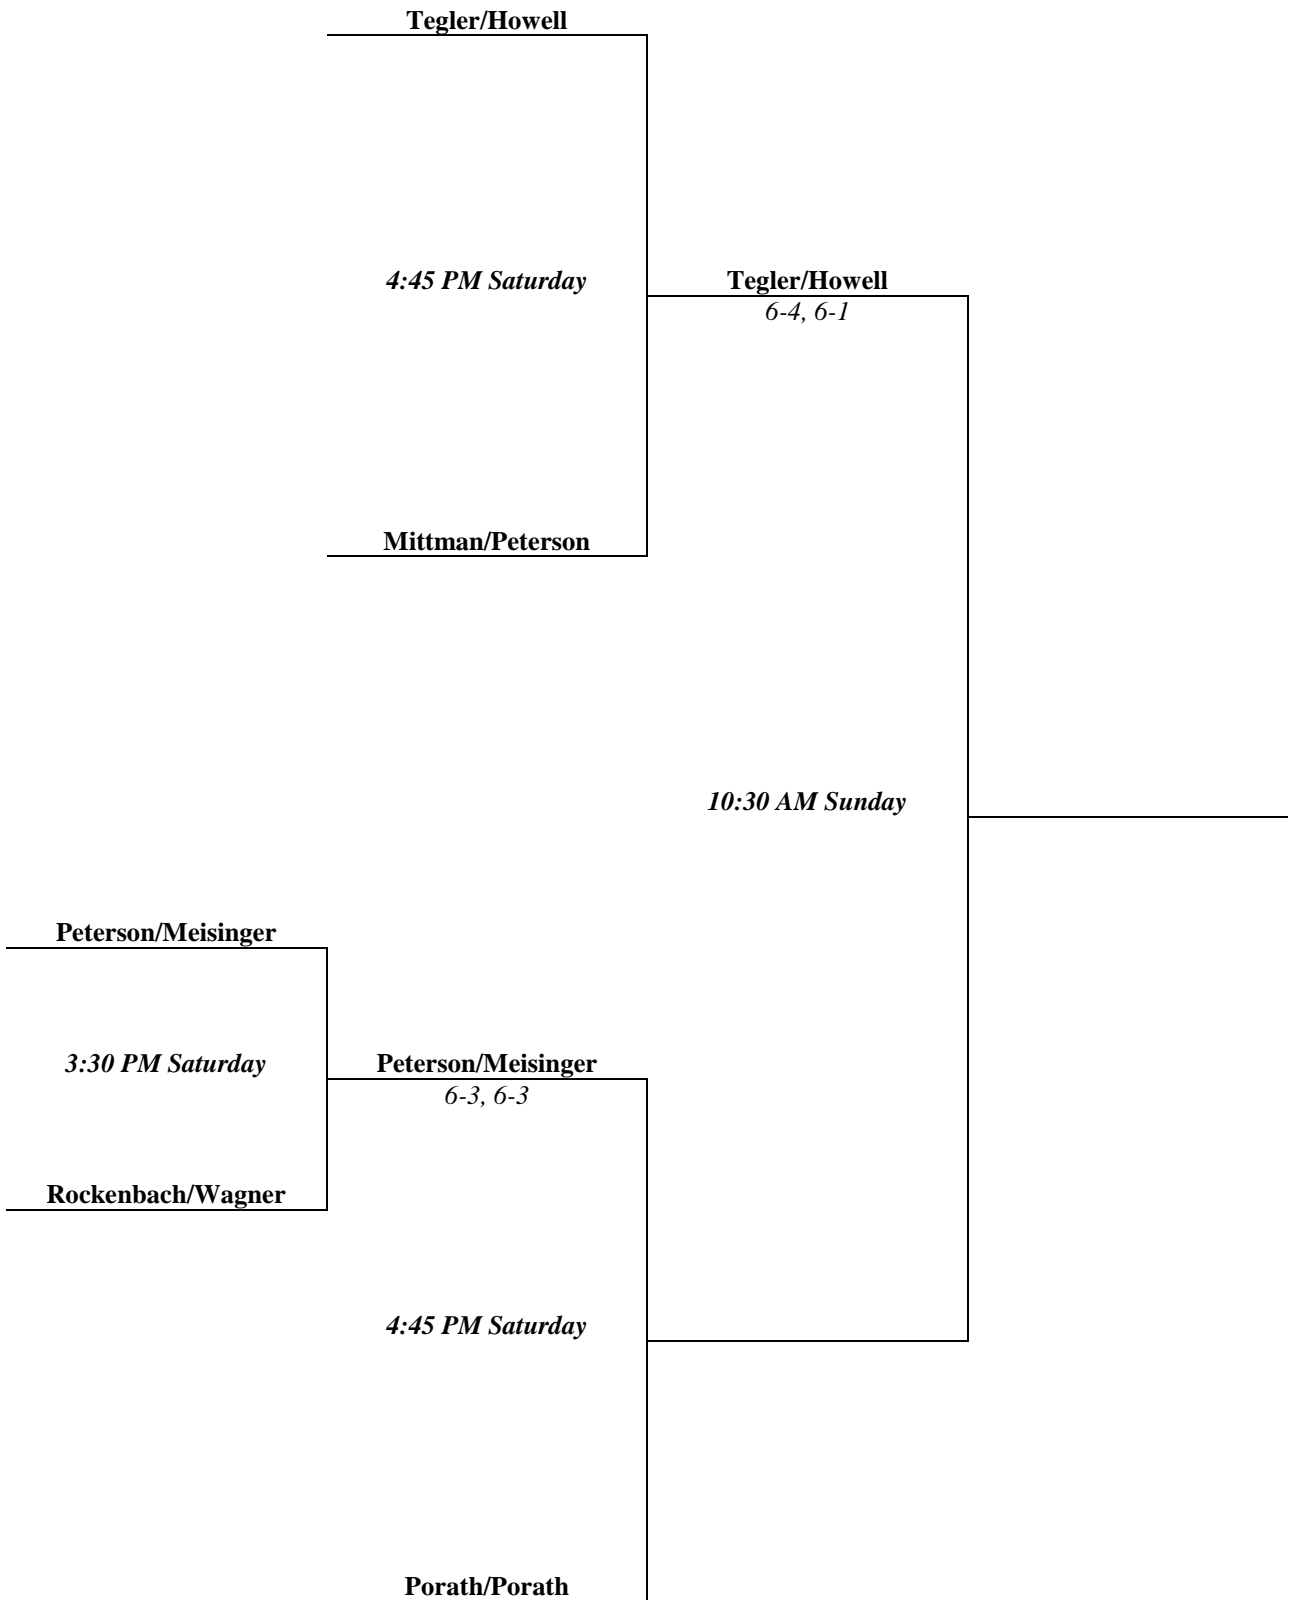 Tegler/Howell
4:45 PM Saturday
Tegler/Howell
6-4, 6-1
Mittman/Peterson
10:30 AM Sunday
Peterson/Meisinger
3:30 PM Saturday
Peterson/Meisinger
6-3, 6-3
Rockenbach/Wagner
4:45 PM Saturday
Porath/Porath